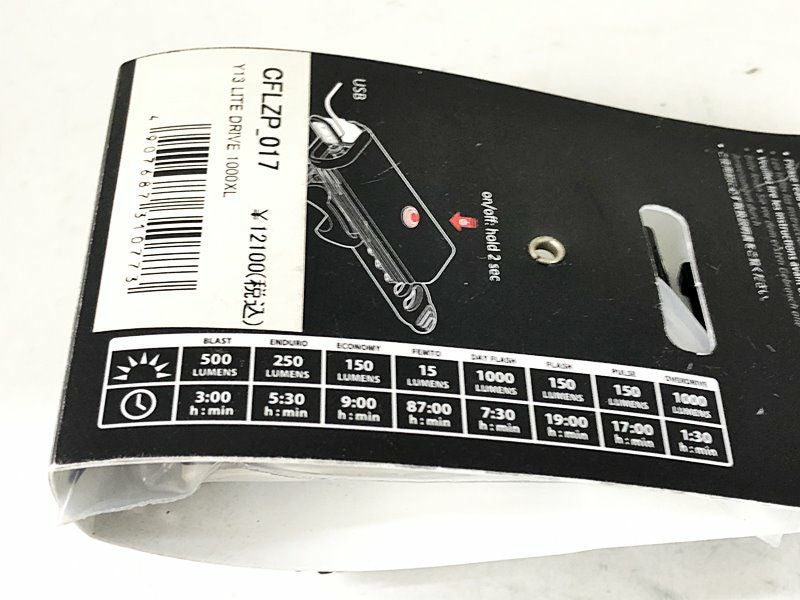 CFLZP_017
¥12100(税込)
Y13 LITE DRIVE 1000XL
4907687310773
USB
on/off: hold 2 sec
BLAST ENDURO ECONOMY FEMTO DAY FLASH FLASH PULSE OVERDRIVE
500 250 150 15 1000 150 150 1000
LUMENS LUMENS LUMENS LUMENS LUMENS LUMENS LUMENS LUMENS
3:00 5:30 9:00 87:00 7:30 19:00 17:00 1:30
h : min h : min h : min h : min h : min h : min h : min h : min